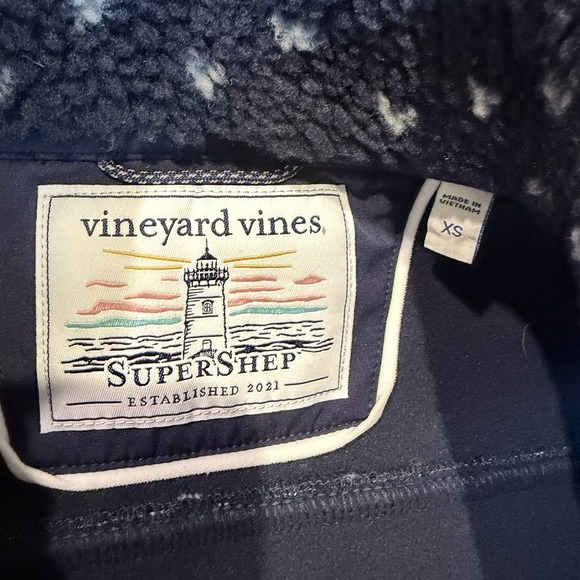 vineyard vines
SUPERSHEP
ESTABLISHED 2021
MADE IN
VIETNAM
XS